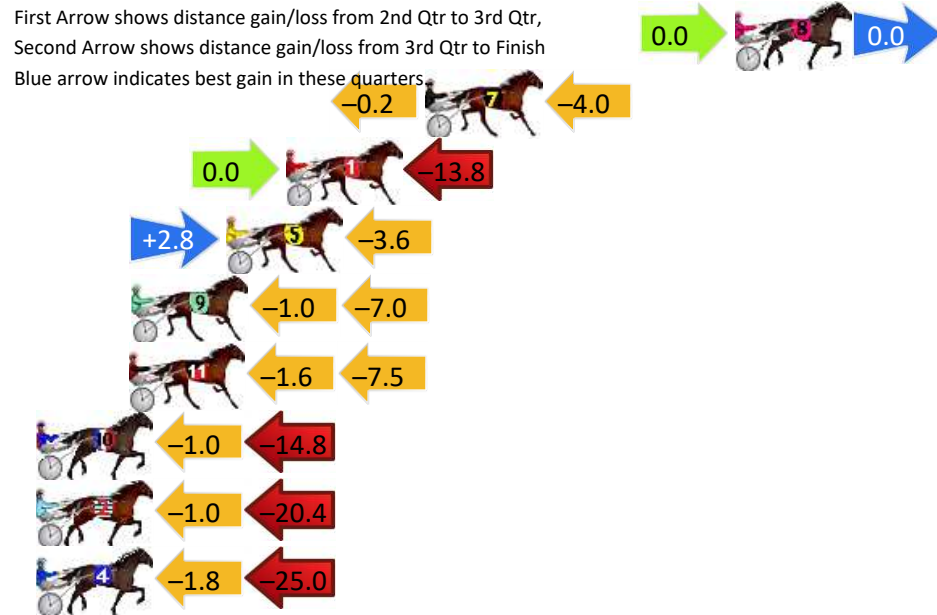 First Arrow shows distance gain/loss from 2nd Qtr to 3rd Qtr,
Second Arrow shows distance gain/loss from 3rd Qtr to Finish
Blue arrow indicates best gain in these quarters
0.0 8 0.0
–0.2 7 –4.0
0.0 1 –13.8
+2.8 5 –3.6
9 –1.0 –7.0
11 –1.6 –7.5
10 –1.0 –14.8
2 –1.0 –20.4
4 –1.8 –25.0